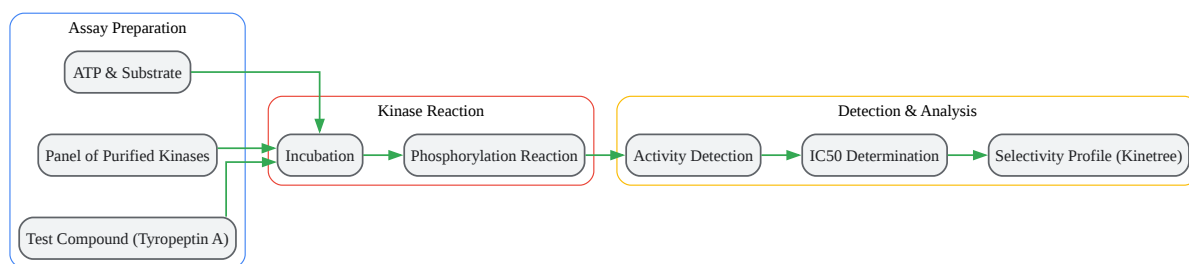 Assay Preparation
ATP & Substrate
Panel of Purified Kinases
Test Compound (Tyropeptin A)
Kinase Reaction
Incubation
Phosphorylation Reaction
Detection & Analysis
Activity Detection
IC50 Determination
Selectivity Profile (Kinetree)